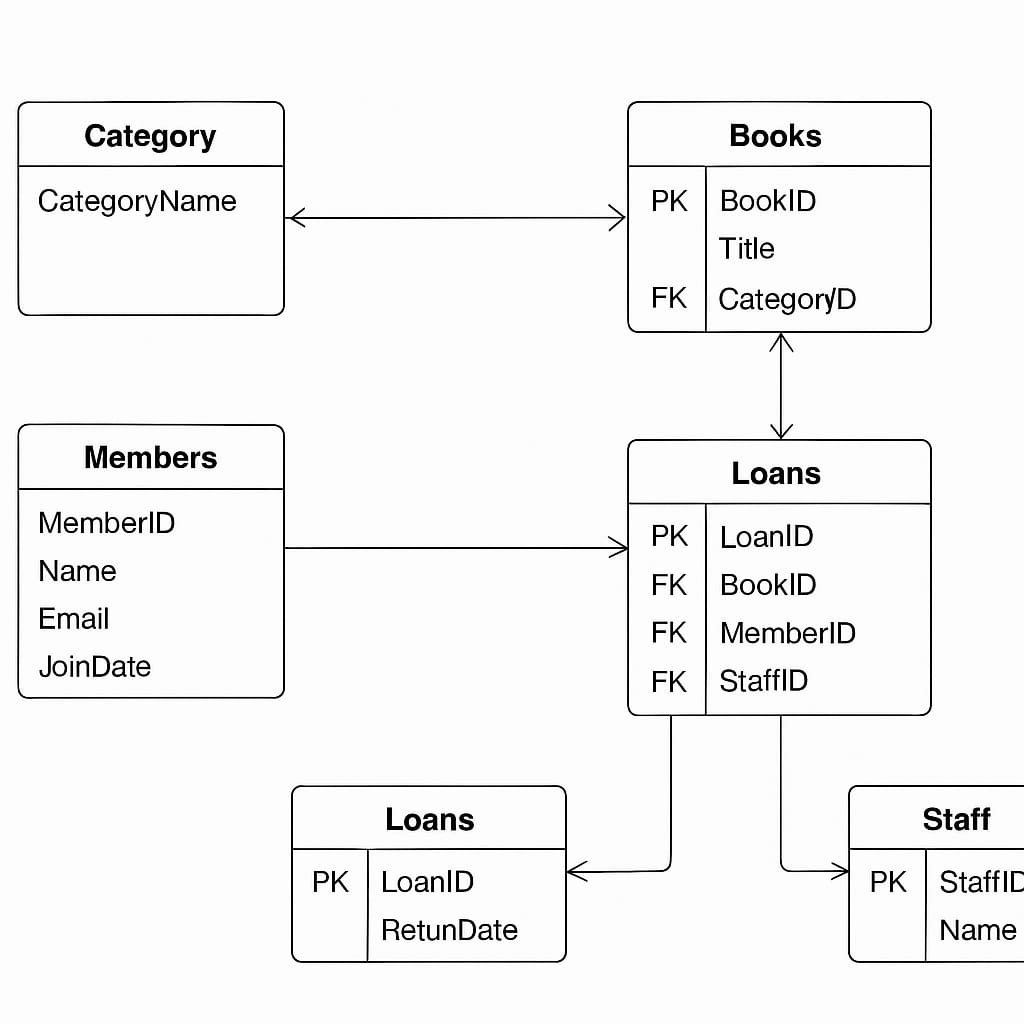 Category
CategoryName
Books
PK BookID
Title
FK CategoryID
Members
MemberID
Name
Email
JoinDate
Loans
PK LoanID
FK BookID
FK MemberID
FK StaffID
Loans
PK LoanID
RetunDate
Staff
PK StaffID
Name